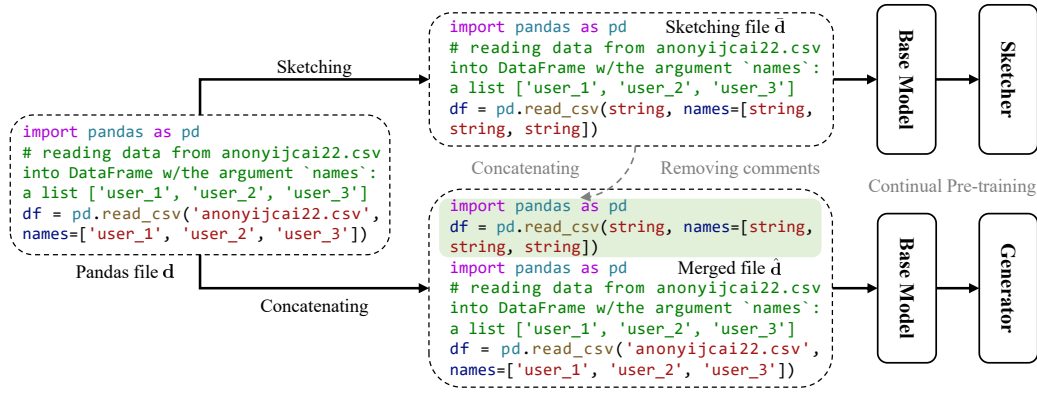 import pandas as pd
# reading data from anonyijcai22.csv
into DataFrame w/the argument `names`:
a list ['user_1', 'user_2', 'user_3']
df = pd.read_csv('anonyijcai22.csv',
names=['user_1', 'user_2', 'user_3'])
Pandas file d
Sketching
Concatenating
import pandas as pd
Sketching file d̄
# reading data from anonyijcai22.csv
into DataFrame w/the argument `names`:
a list ['user_1', 'user_2', 'user_3']
df = pd.read_csv(string, names=[string,
string, string])
Concatenating
Removing comments
import pandas as pd
df = pd.read_csv(string, names=[string,
string, string])
import pandas as pd
Merged file d̂
# reading data from anonyijcai22.csv
into DataFrame w/the argument `names`:
a list ['user_1', 'user_2', 'user_3']
df = pd.read_csv('anonyijcai22.csv',
names=['user_1', 'user_2', 'user_3'])
Base Model
Sketcher
Continual Pre-training
Base Model
Generator